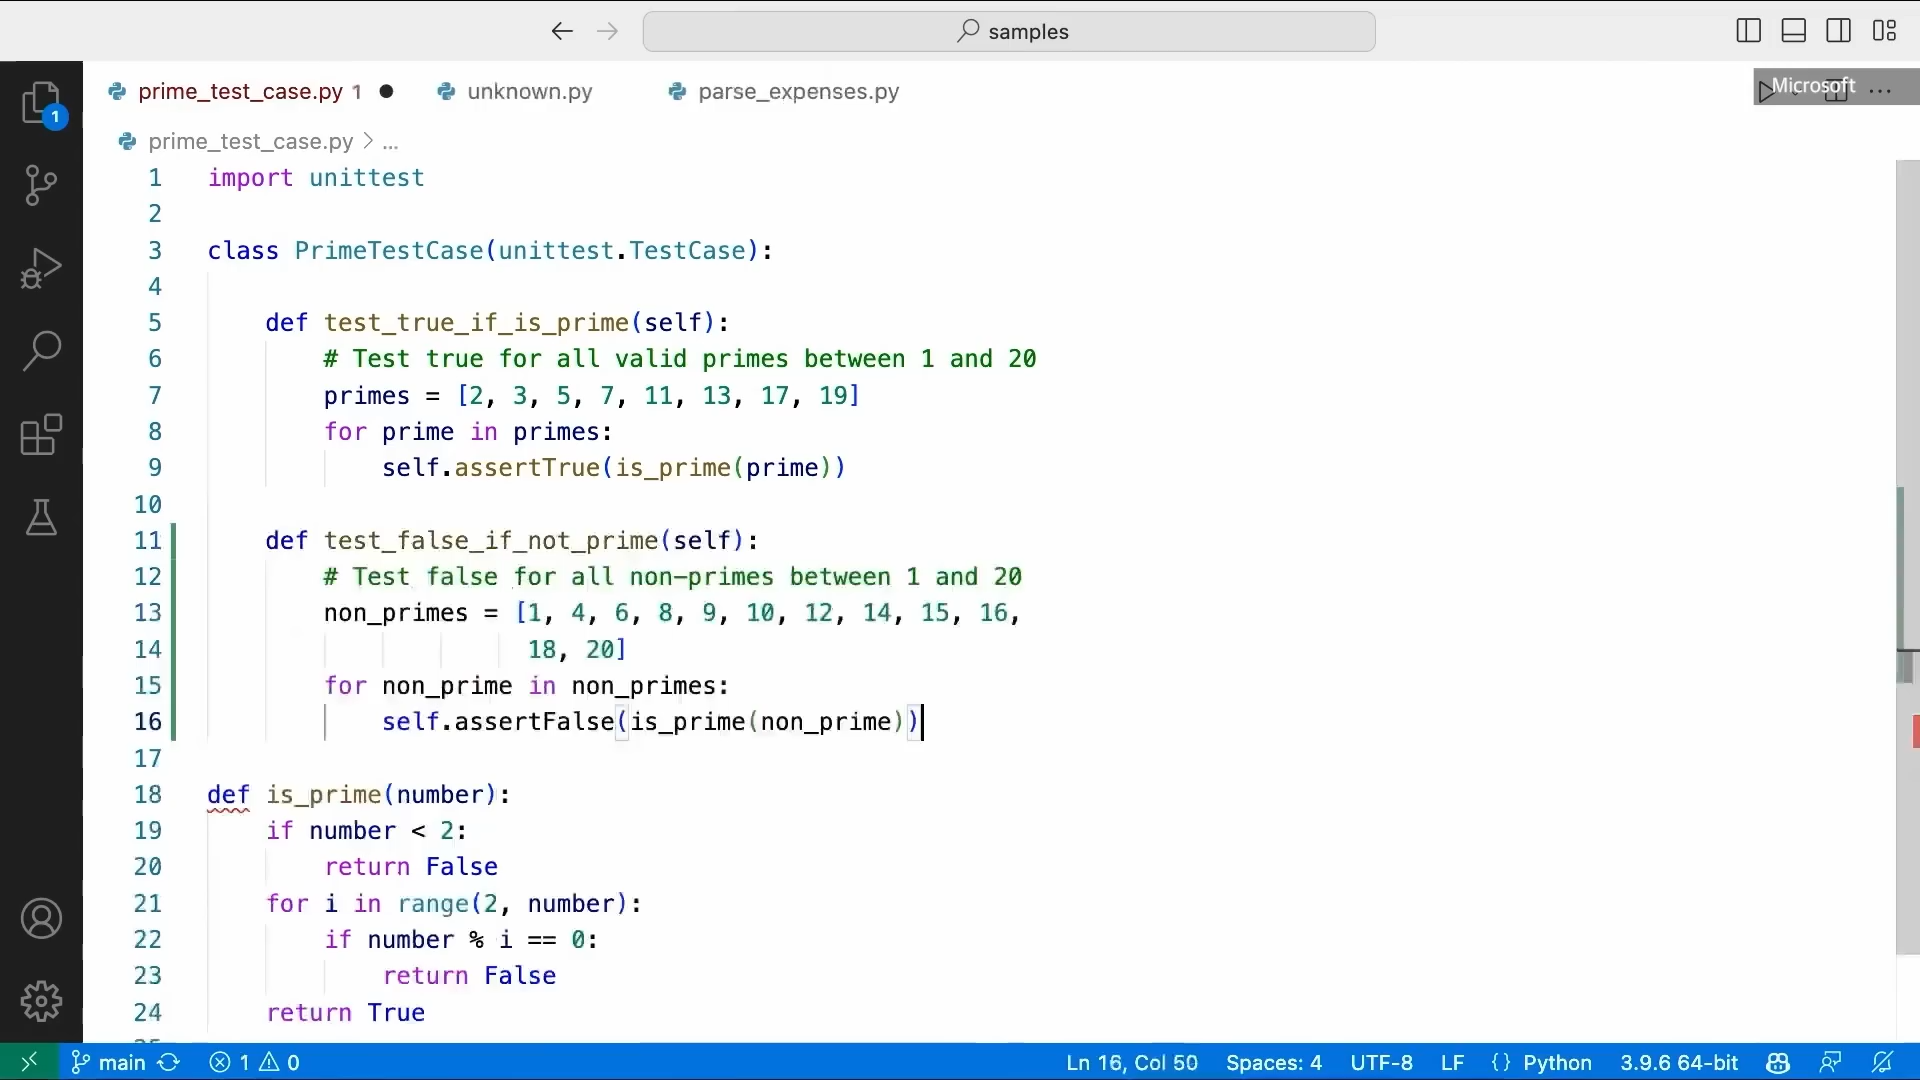 samples
prime_test_case.py 1 unknown.py parse_expenses.py Microsoft
1
prime_test_case.py > ...
1 import unittest
2
3 class PrimeTestCase(unittest.TestCase):
4
5 def test_true_if_is_prime(self):
6 # Test true for all valid primes between 1 and 20
7 primes = [2, 3, 5, 7, 11, 13, 17, 19]
8 for prime in primes:
9 self.assertTrue(is_prime(prime))
10
11 def test_false_if_not_prime(self):
12 # Test false for all non-primes between 1 and 20
13 non_primes = [1, 4, 6, 8, 9, 10, 12, 14, 15, 16,
14 18, 20]
15 for non_prime in non_primes:
16 self.assertFalse(is_prime(non_prime))
17
18 def is_prime(number):
19 if number < 2:
20 return False
21 for i in range(2, number):
22 if number % i == 0:
23 return False
24 return True
main 1 0 Ln 16, Col 50 Spaces: 4 UTF-8 LF {} Python 3.9.6 64-bit